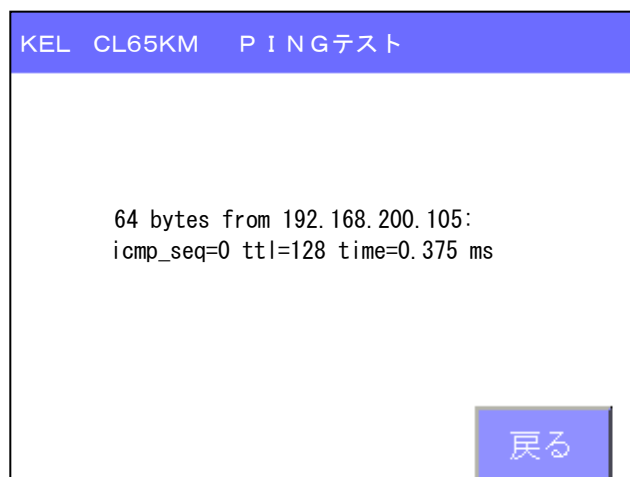 KEL CL65KM ＰＩＮＧテスト
64 bytes from 192.168.200.105:
icmp_seq=0 ttl=128 time=0.375 ms
戻る